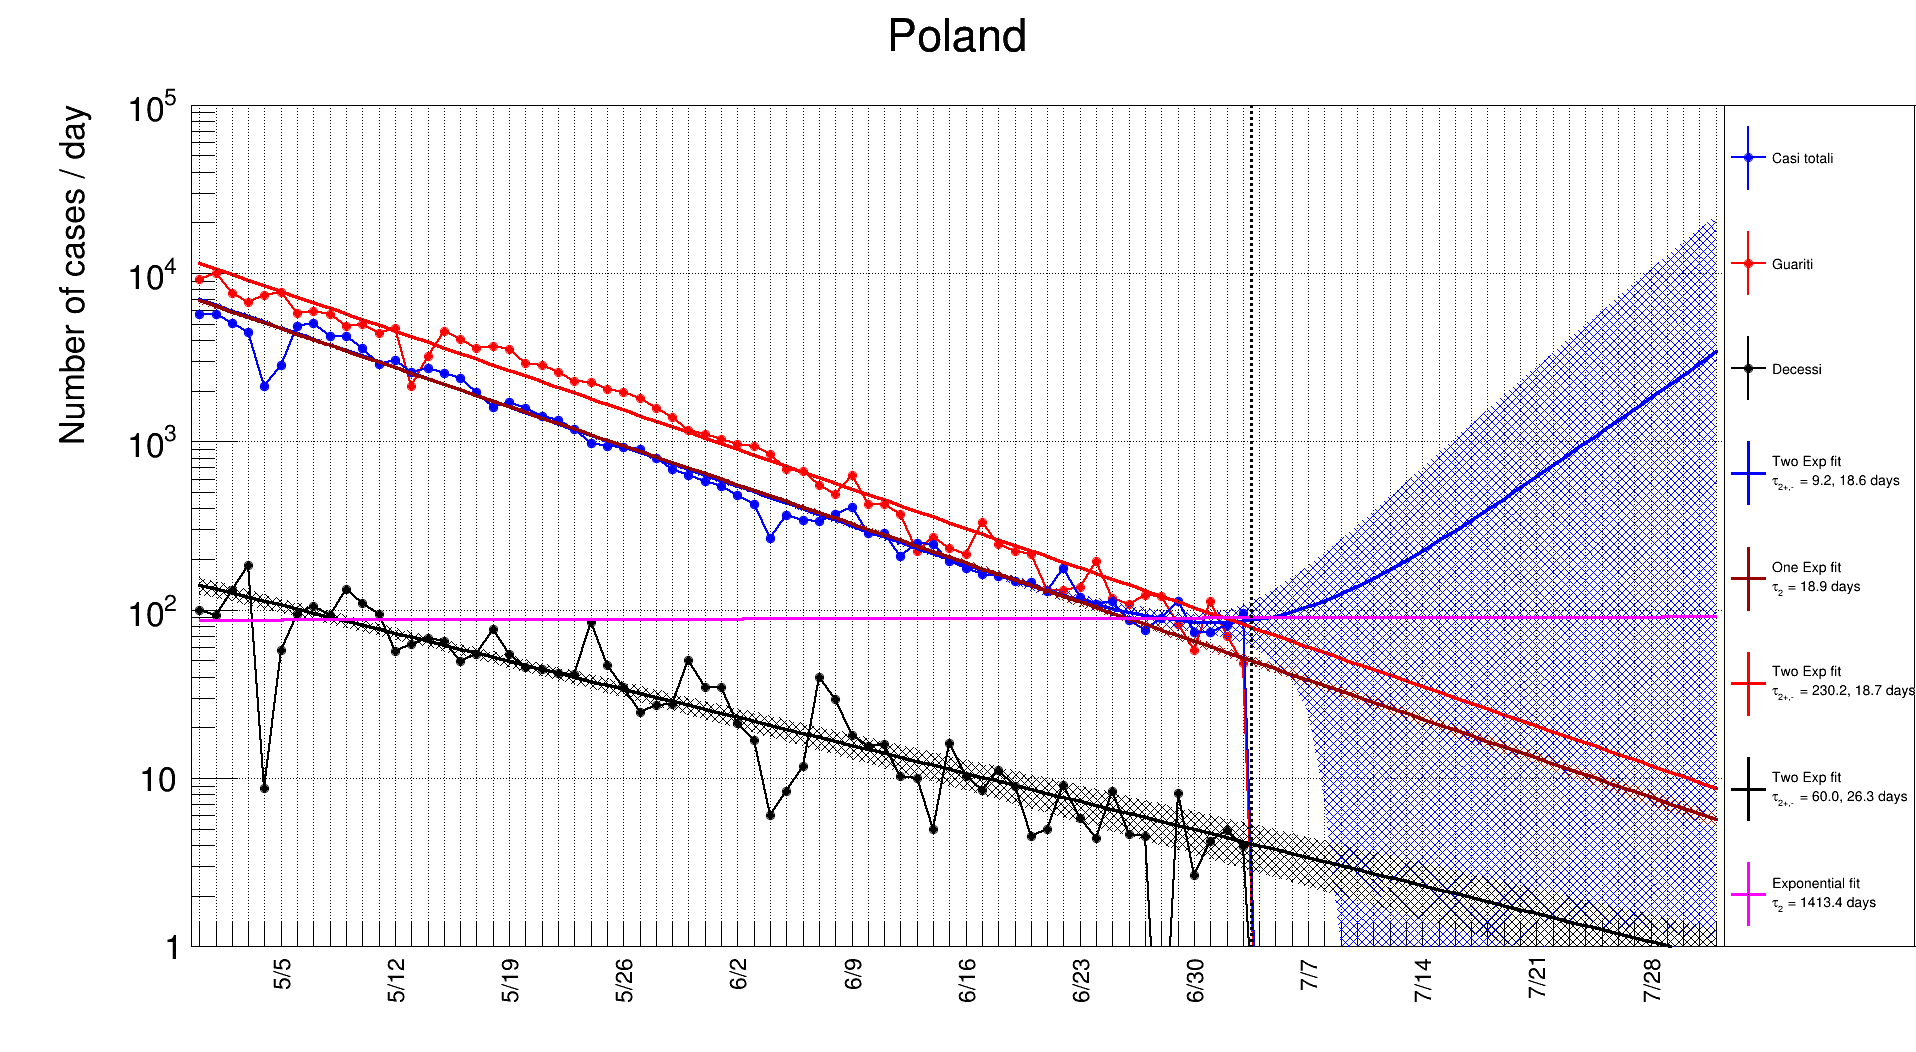 Poland
Number of cases / day
10^5
10^4
10^3
10^2
10
1
5/5
5/12
5/19
5/26
6/2
6/9
6/16
6/23
6/30
7/7
7/14
7/21
7/28
Casi totali
Guariti
Decessi
Two Exp fit
τ2+,- = 9.2, 18.6 days
One Exp fit
τ2 = 18.9 days
Two Exp fit
τ2+,- = 230.2, 18.7 days
Two Exp fit
τ2+,- = 60.0, 26.3 days
Exponential fit
τ2 = 1413.4 days